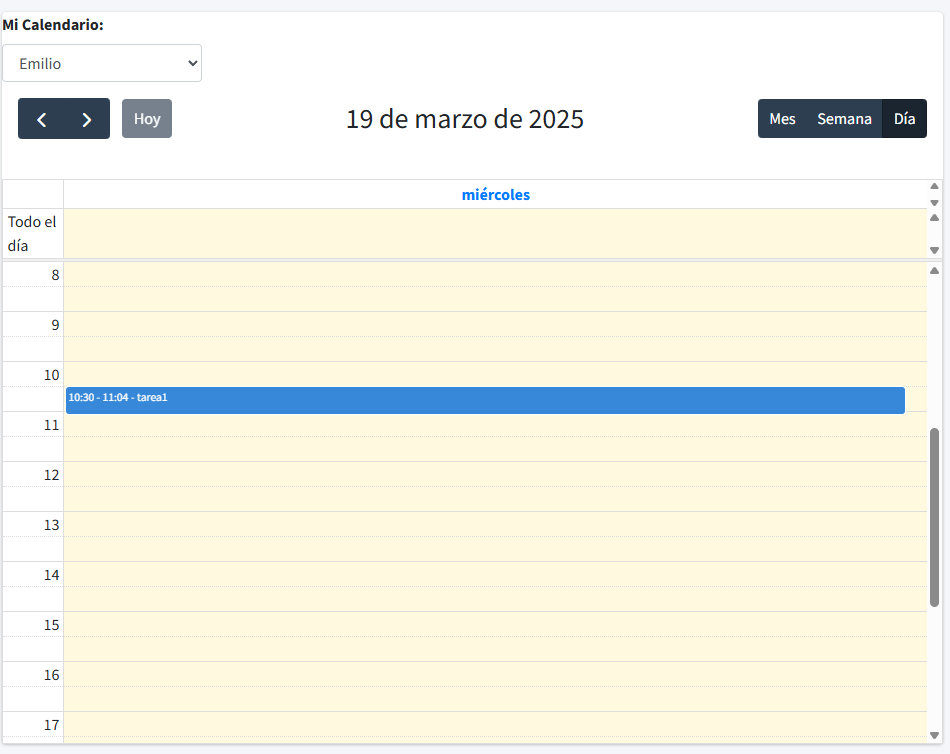 Mi Calendario:
Emilio
Hoy
19 de marzo de 2025
Mes Semana Día
miércoles
Todo el
día
8
9
10
10:30 - 11:04 - tarea1
11
12
13
14
15
16
17